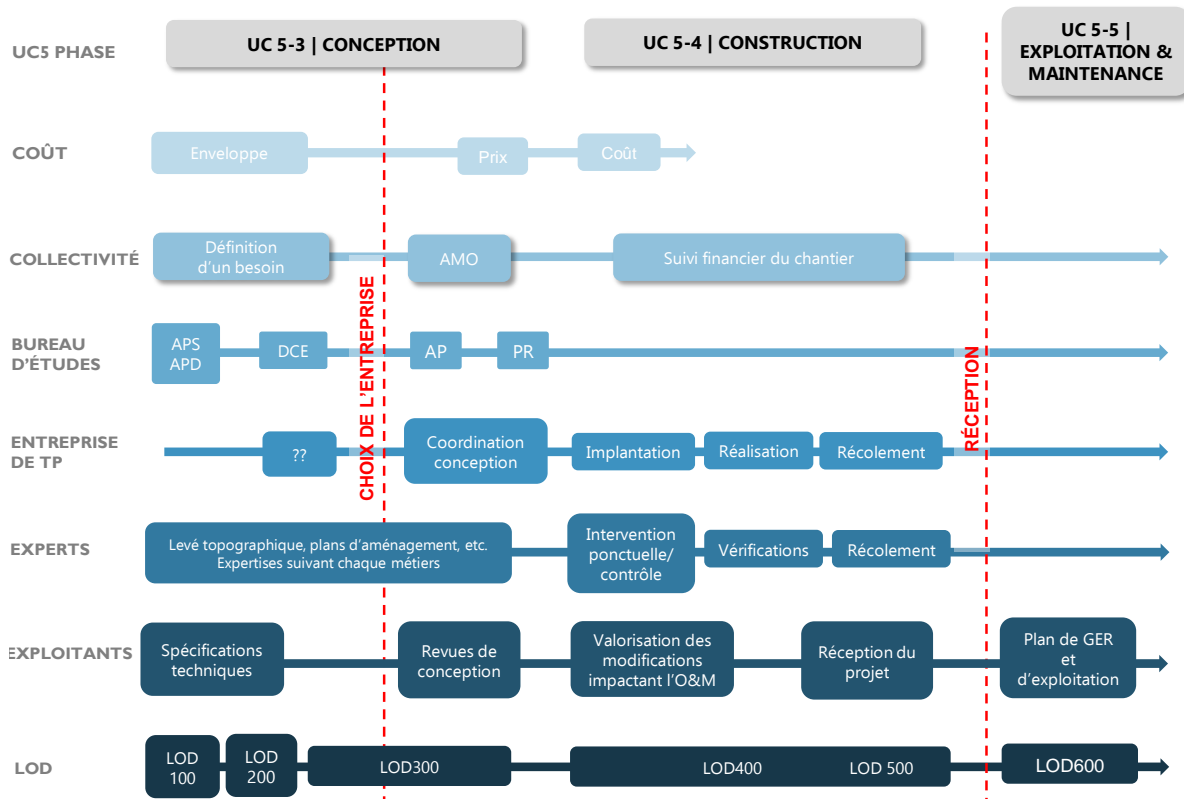 UC5 PHASE
UC 5-3 | CONCEPTION
UC 5-4 | CONSTRUCTION
UC 5-5 |
EXPLOITATION &
MAINTENANCE
COÛT
Enveloppe
Prix
Coût
COLLECTIVITÉ
Définition
d'un besoin
AMO
Suivi financier du chantier
BUREAU
D'ÉTUDES
APS
APD
DCE
AP
PR
CHOIX DE L'ENTREPRISE
RÉCEPTION
ENTREPRISE
DE TP
??
Coordination
conception
Implantation
Réalisation
Récolement
EXPERTS
Levé topographique, plans d'aménagement, etc.
Expertises suivant chaque métiers
Intervention
ponctuelle/
contrôle
Vérifications
Récolement
EXPLOITANTS
Spécifications
techniques
Revues de
conception
Valorisation des
modifications
impactant l'O&M
Réception du
projet
Plan de GER
et
d'exploitation
LOD
LOD
100
LOD
200
LOD300
LOD400
LOD 500
LOD600